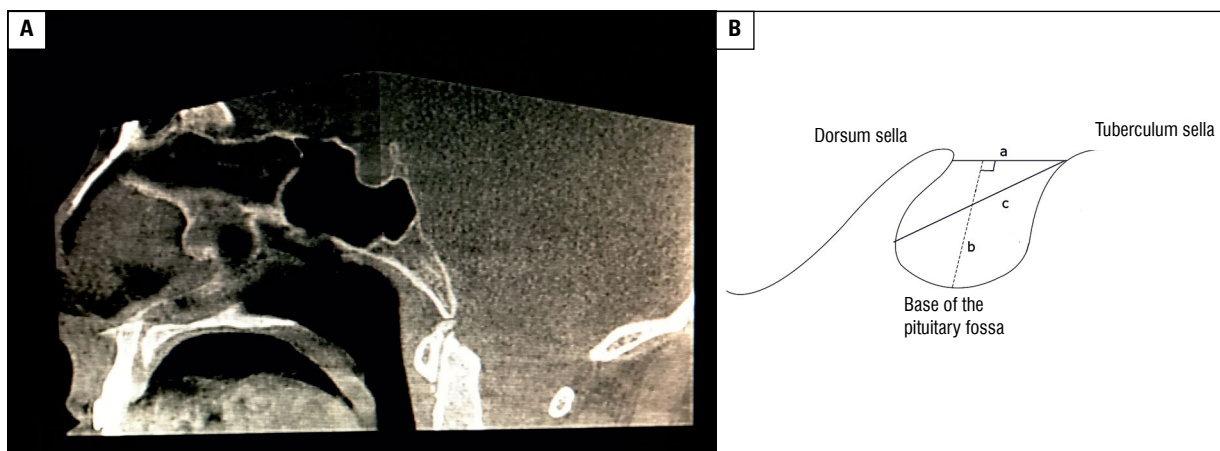 A
B
Dorsum sella
Tuberculum sella
a
c
b
Base of the
pituitary fossa